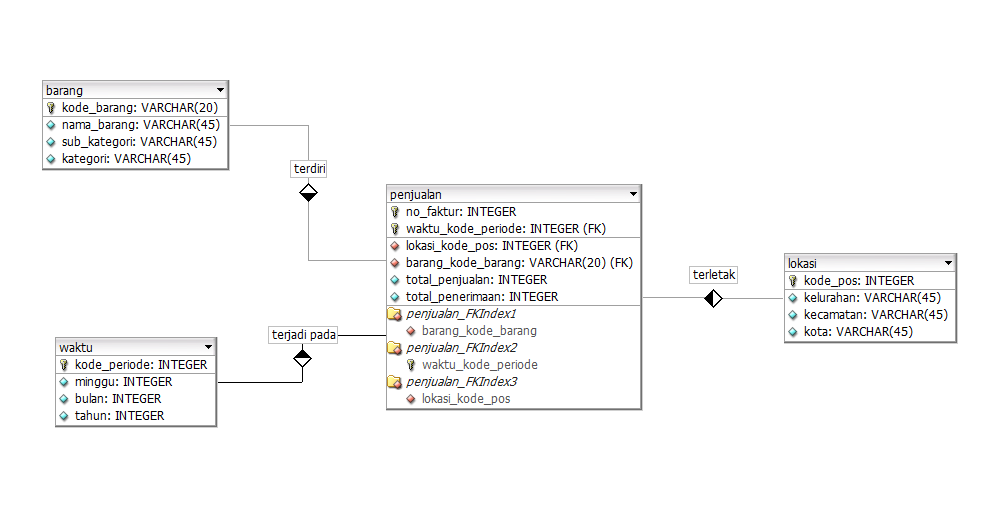 barang
kode_barang: VARCHAR(20)
nama_barang: VARCHAR(45)
sub_kategori: VARCHAR(45)
kategori: VARCHAR(45)
terdiri
penjualan
no_faktur: INTEGER
waktu_kode_periode: INTEGER (FK)
lokasi_kode_pos: INTEGER (FK)
barang_kode_barang: VARCHAR(20) (FK)
total_penjualan: INTEGER
total_penerimaan: INTEGER
penjualan_FKIndex1
barang_kode_barang
penjualan_FKIndex2
waktu_kode_periode
penjualan_FKIndex3
lokasi_kode_pos
terletak
lokasi
kode_pos: INTEGER
kelurahan: VARCHAR(45)
kecamatan: VARCHAR(45)
kota: VARCHAR(45)
terjadi pada
waktu
kode_periode: INTEGER
minggu: INTEGER
bulan: INTEGER
tahun: INTEGER